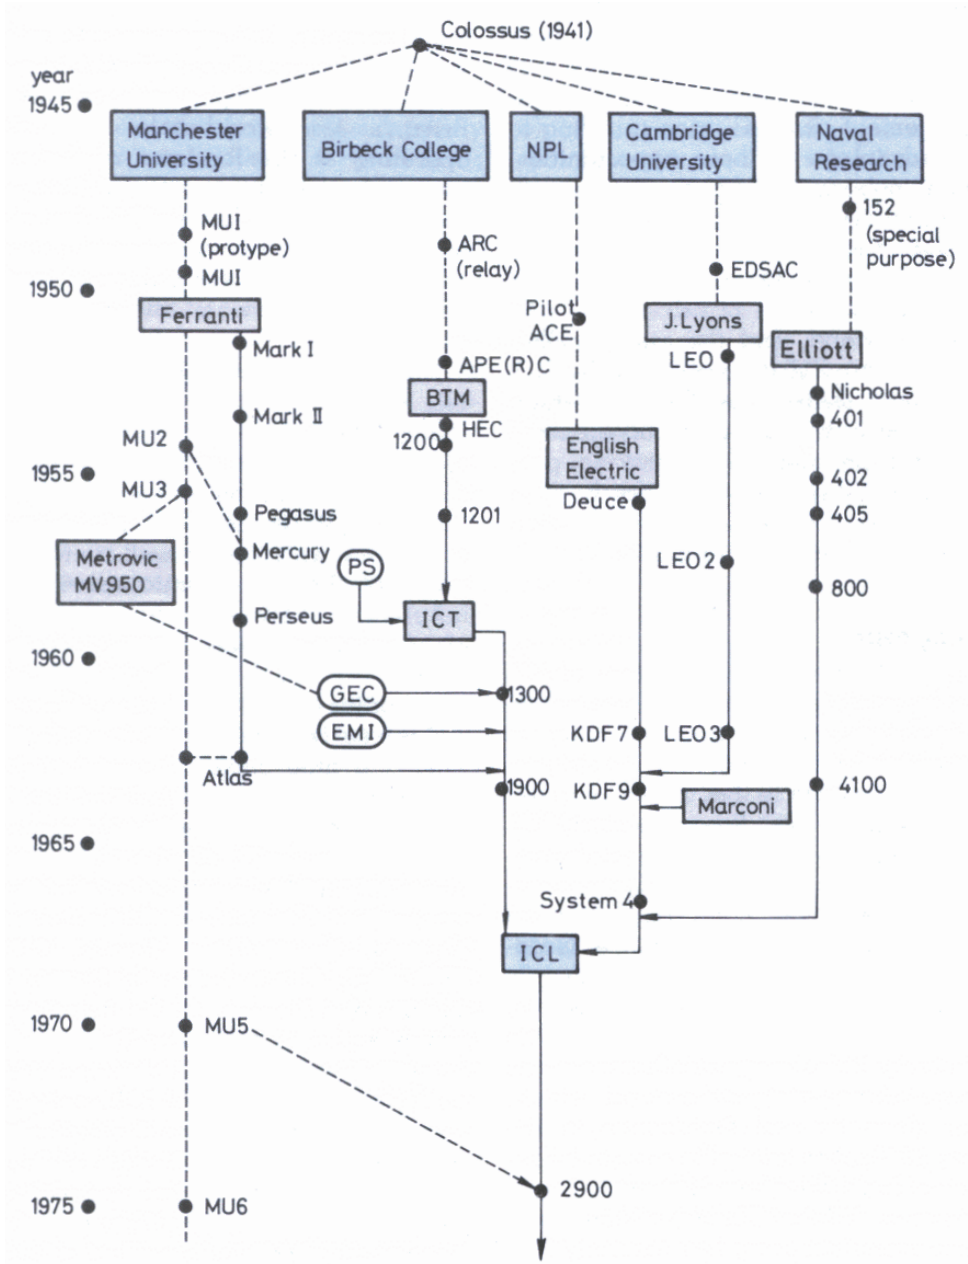 Colossus (1941)
year
1945
Manchester
University
Birbeck College
NPL
Cambridge
University
Naval
Research
152
(special
purpose)
MUI
(protype)
MUI
ARC
(relay)
EDSAC
1950
Ferranti
Pilot
ACE
J.Lyons
Elliott
Mark I
APE(R)C
LEO
BTM
Nicholas
Mark II
HEC
401
MU2
1200
English
Electric
1955
402
MU3
Deuce
Pegasus
1201
405
Mercury
Metrovic
MV950
PS
LEO2
800
Perseus
ICT
1960
GEC
1300
EMI
KDF7
LEO3
Atlas
1900
KDF9
4100
Marconi
1965
System 4
ICL
1970
MU5
2900
1975
MU6